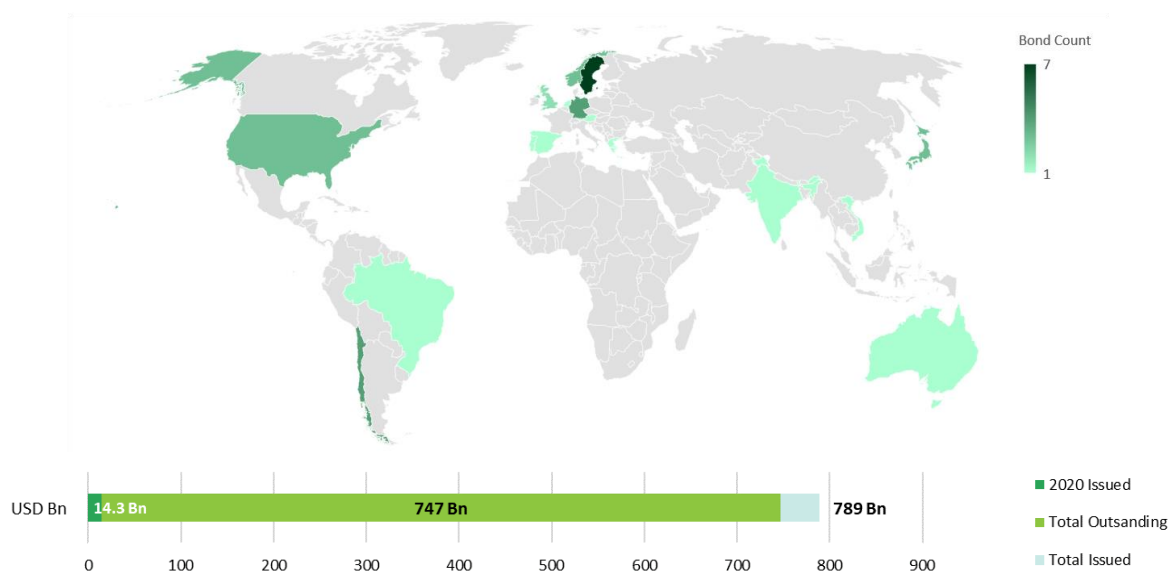 Bond Count
7
1
USD Bn
14.3 Bn
747 Bn
789 Bn
0 100 200 300 400 500 600 700 800 900
2020 Issued
Total Outsanding
Total Issued